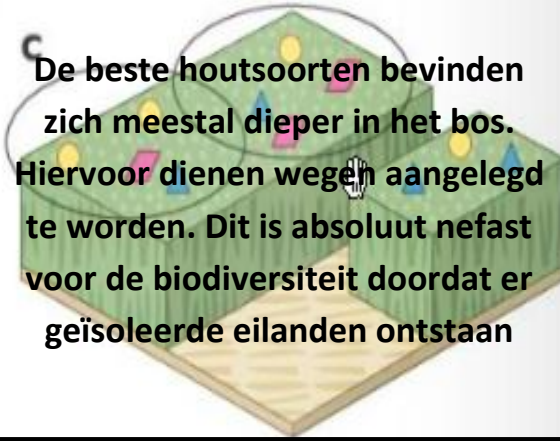 C
De beste houtsoorten bevinden
zich meestal dieper in het bos.
Hiervoor dienen wegen aangelegd
te worden. Dit is absoluut nefast
voor de biodiversiteit doordat er
geïsoleerde eilanden ontstaan